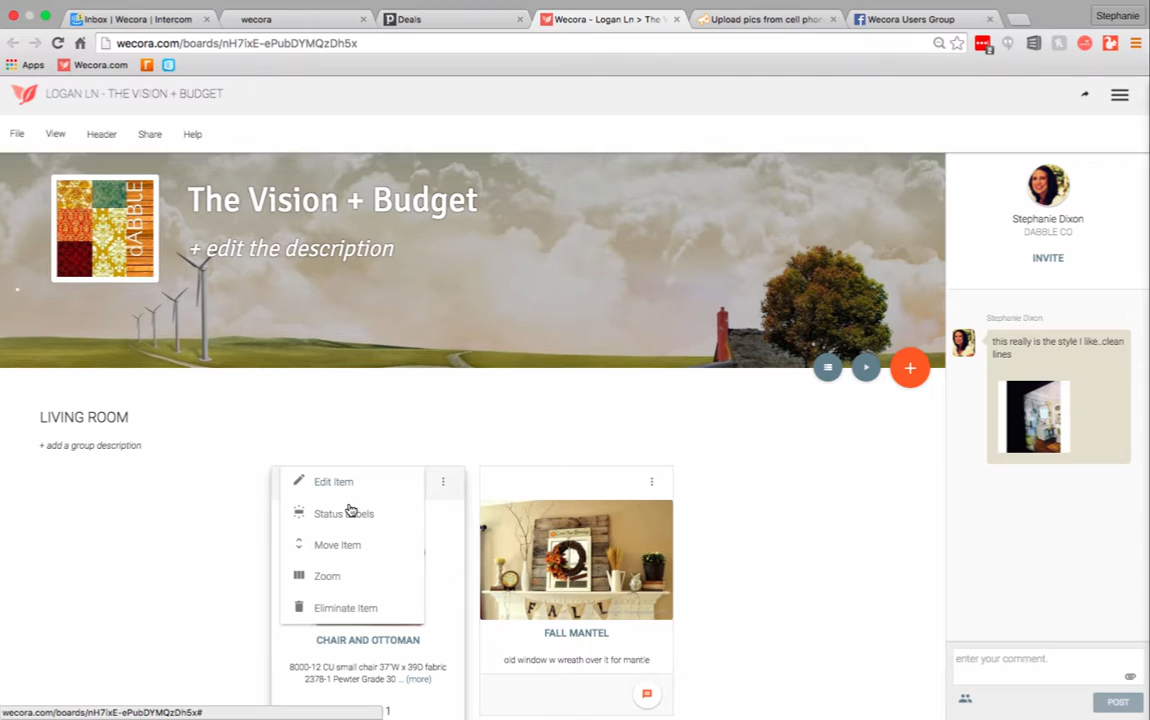 Inbox | Wecora | Intercom
wecora
Deals
Wecora - Logan Ln > The V
Upload pics from cell phon
Wecora Users Group
Stephanie
wecora.com/boards/nH7ixE-ePubDYMQzDh5x
Apps
Wecora.com
LOGAN LN - THE VISION + BUDGET
File View Header Share Help
dABBLE
The Vision + Budget
+ edit the description
Stephanie Dixon
DABBLE CO
INVITE
Stephanie Dixon
this really is the style I like..clean
lines
LIVING ROOM
+ add a group description
Edit Item
Status Labels
Move Item
Zoom
Eliminate Item
CHAIR AND OTTOMAN
8000-12 CU small chair 37"W x 39D fabric
2378-1 Pewter Grade 30 ... (more)
1
FALL
FALL MANTEL
old window w wreath over it for mantle
enter your comment.
POST
wecora.com/boards/nH7ixE-ePubDYMQzDh5x#